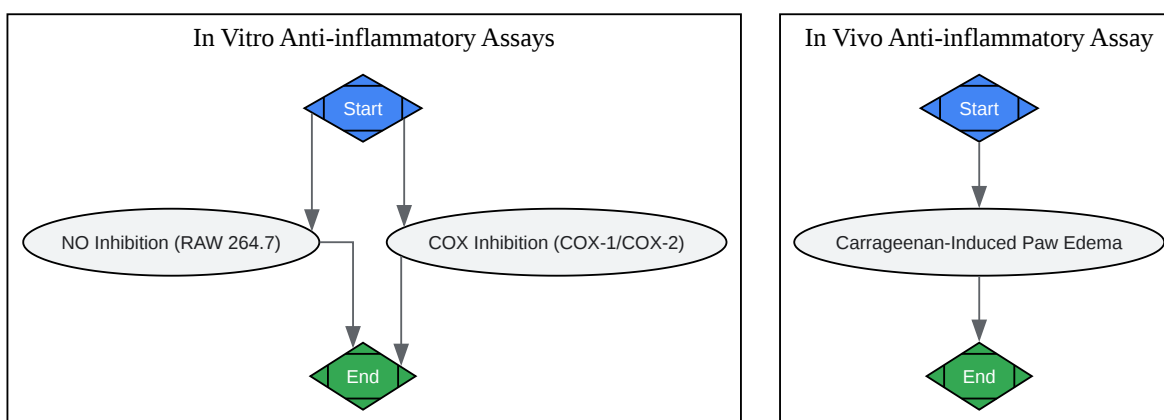 In Vitro Anti-inflammatory Assays
Start
NO Inhibition (RAW 264.7)
COX Inhibition (COX-1/COX-2)
End
In Vivo Anti-inflammatory Assay
Start
Carrageenan-Induced Paw Edema
End